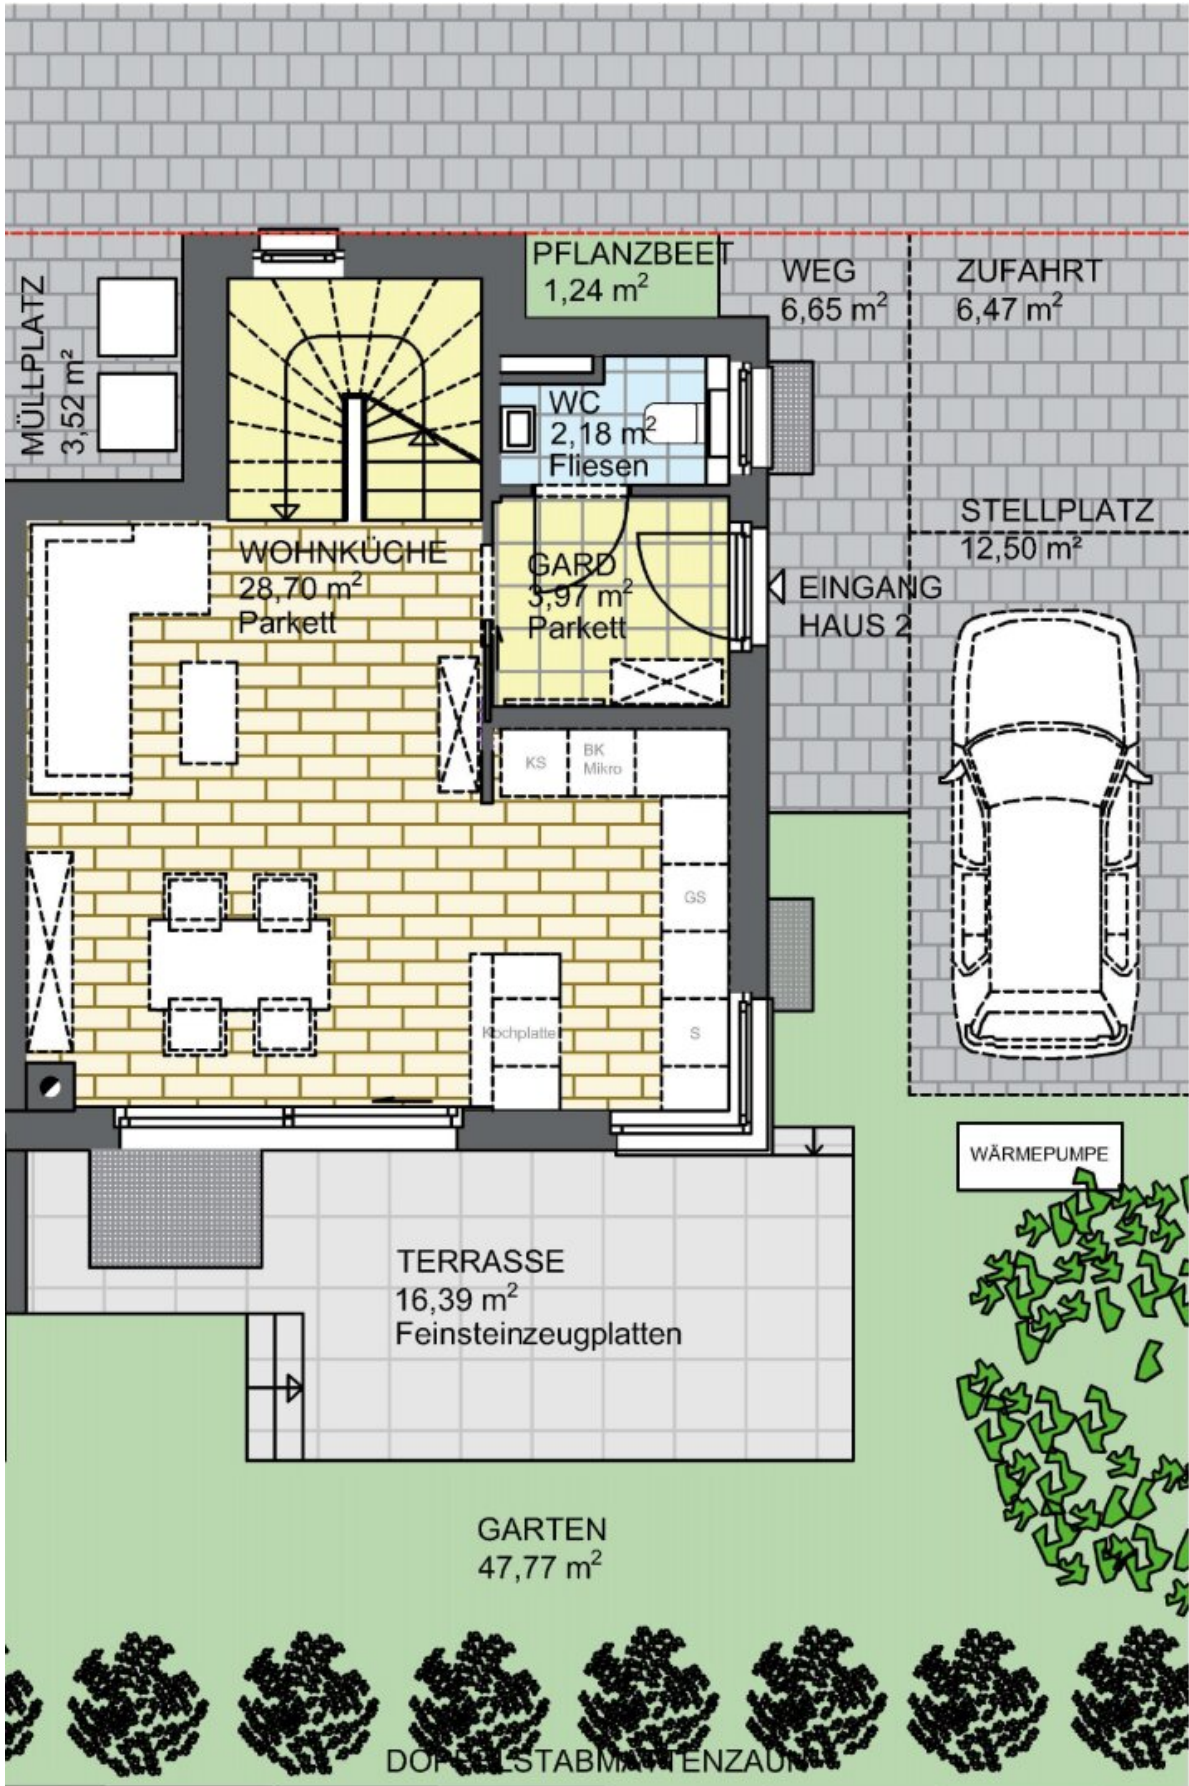 PFLANZBEET
1,24 m²
WEG
6,65 m²
ZUFAHRT
6,47 m²
MÜLLPLATZ
3,52 m²
WC
2,18 m²
Fliesen
STELLPLATZ
12,50 m²
WOHNKÜCHE
28,70 m²
Parkett
GARD
3,97 m²
Parkett
EINGANG
HAUS 2
KS
BK
Mikro
GS
Kochplatte
S
WÄRMEPUMPE
TERRASSE
16,39 m²
Feinsteinzeugplatten
GARTEN
47,77 m²
DOPPELSTABMATTENZAUN